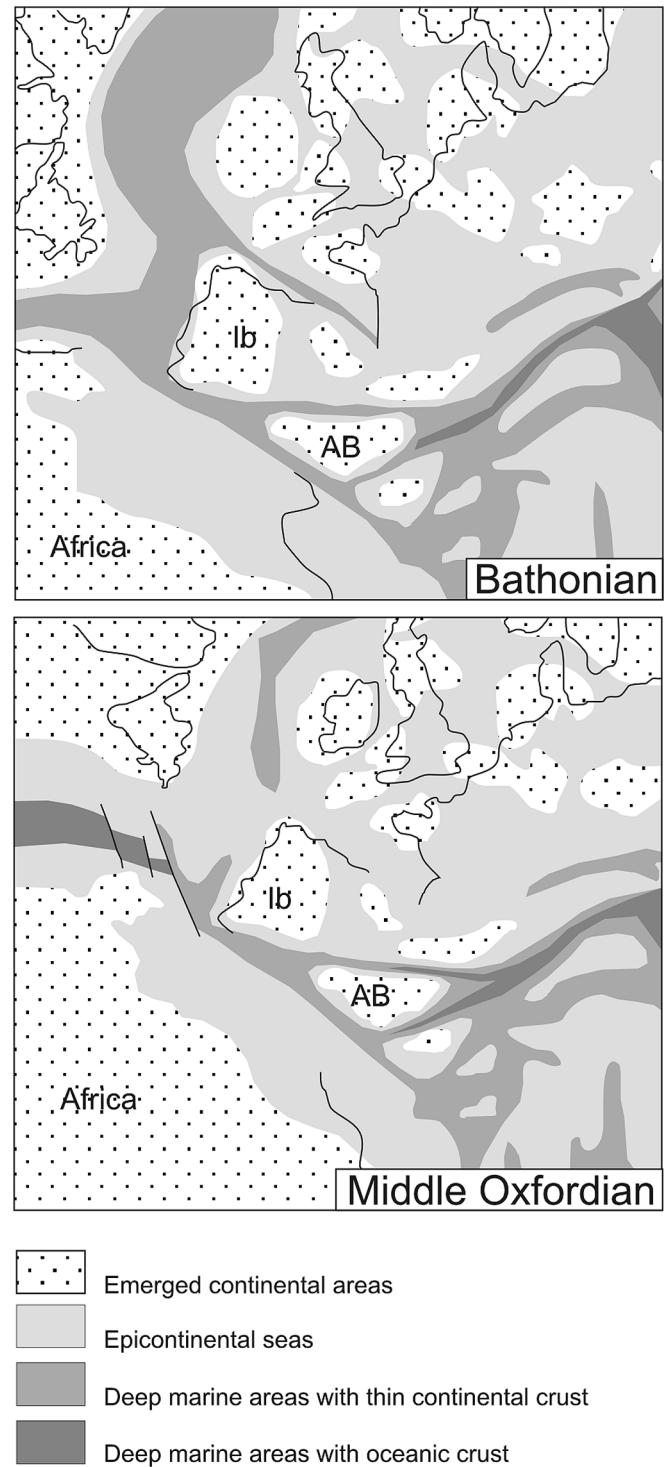 Ib
AB
Africa
Bathonian
Ib
AB
Africa
Middle Oxfordian
Emerged continental areas
Epicontinental seas
Deep marine areas with thin continental crust
Deep marine areas with oceanic crust